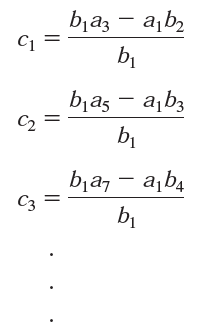 c₁ = (b₁a₃ − a₁b₂) / b₁
c₂ = (b₁a₅ − a₁b₃) / b₁
c₃ = (b₁a₇ − a₁b₄) / b₁
.
.
.